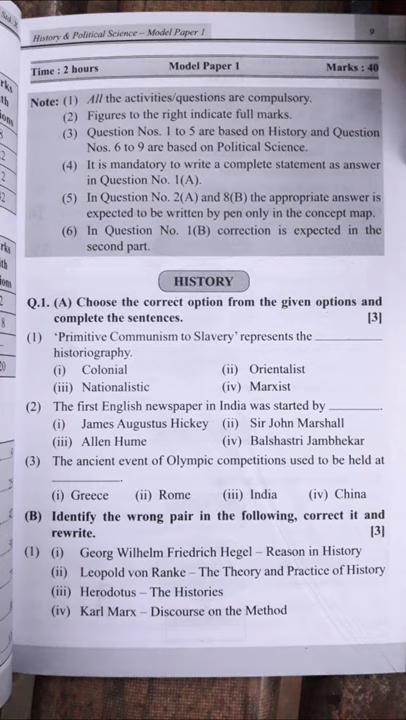 History & Political Science – Model Paper 1 9
Time : 2 hours Model Paper 1 Marks : 40
Note: (1) All the activities/questions are compulsory.
(2) Figures to the right indicate full marks.
(3) Question Nos. 1 to 5 are based on History and Question
Nos. 6 to 9 are based on Political Science.
(4) It is mandatory to write a complete statement as answer
in Question No. 1(A).
(5) In Question No. 2(A) and 8(B) the appropriate answer is
expected to be written by pen only in the concept map.
(6) In Question No. 1(B) correction is expected in the
second part.
HISTORY
Q.1. (A) Choose the correct option from the given options and
complete the sentences. [3]
(1) ‘Primitive Communism to Slavery’ represents the ________
historiography.
(i) Colonial (ii) Orientalist
(iii) Nationalistic (iv) Marxist
(2) The first English newspaper in India was started by ________.
(i) James Augustus Hickey (ii) Sir John Marshall
(iii) Allen Hume (iv) Balshastri Jambhekar
(3) The ancient event of Olympic competitions used to be held at
________.
(i) Greece (ii) Rome (iii) India (iv) China
(B) Identify the wrong pair in the following, correct it and
rewrite. [3]
(1) (i) Georg Wilhelm Friedrich Hegel – Reason in History
(ii) Leopold von Ranke – The Theory and Practice of History
(iii) Herodotus – The Histories
(iv) Karl Marx – Discourse on the Method